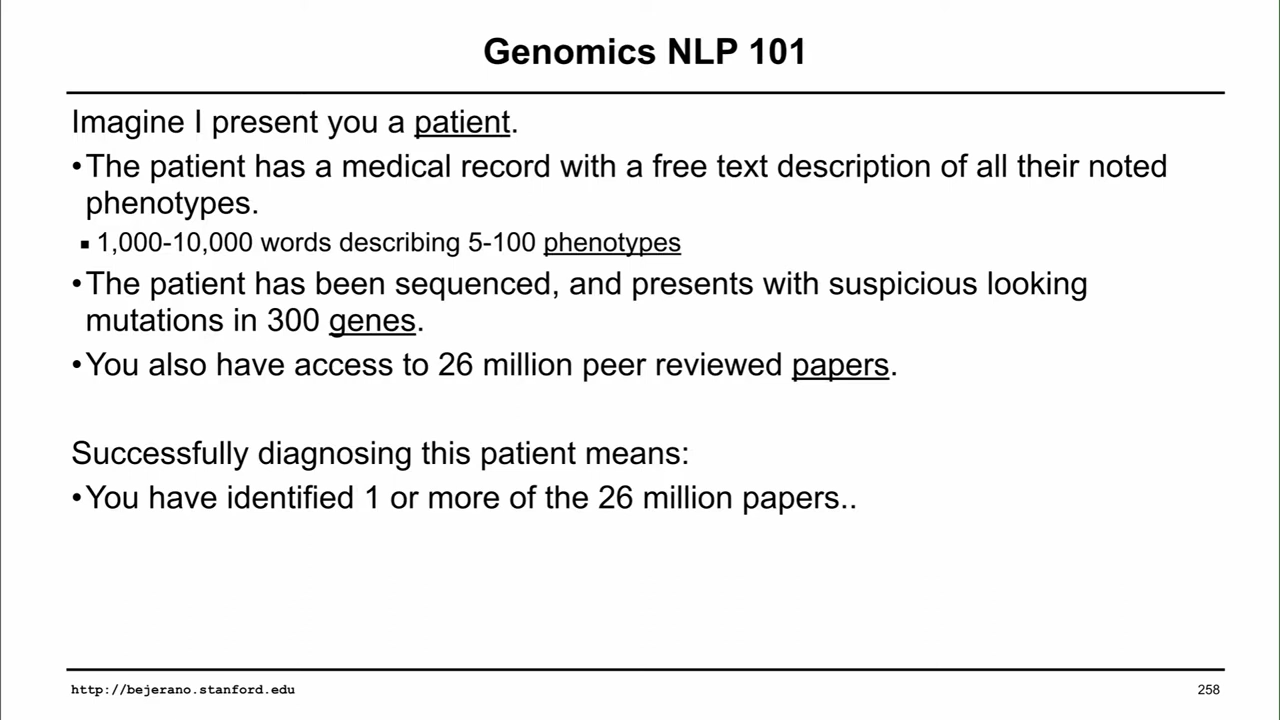 Genomics NLP 101
Imagine I present you a patient.
•The patient has a medical record with a free text description of all their noted
phenotypes.
▪ 1,000-10,000 words describing 5-100 phenotypes
•The patient has been sequenced, and presents with suspicious looking
mutations in 300 genes.
•You also have access to 26 million peer reviewed papers.
Successfully diagnosing this patient means:
•You have identified 1 or more of the 26 million papers..
http://bejerano.stanford.edu
258